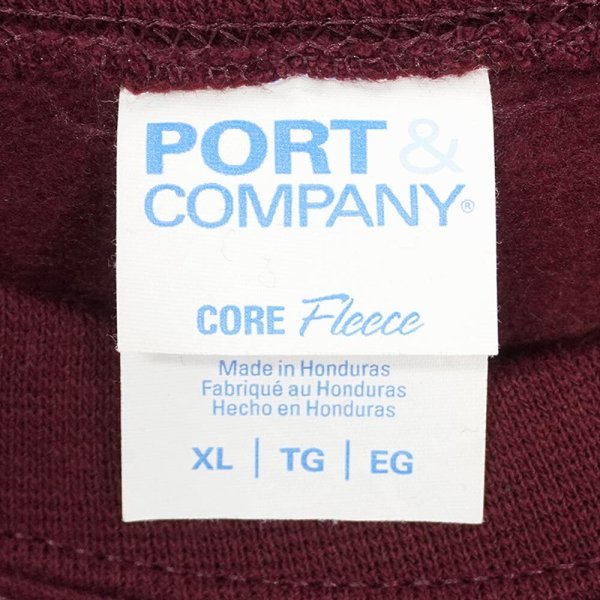 PORT &
COMPANY®
CORE Fleece
Made in Honduras
Fabriqué au Honduras
Hecho en Honduras
XL | TG | EG